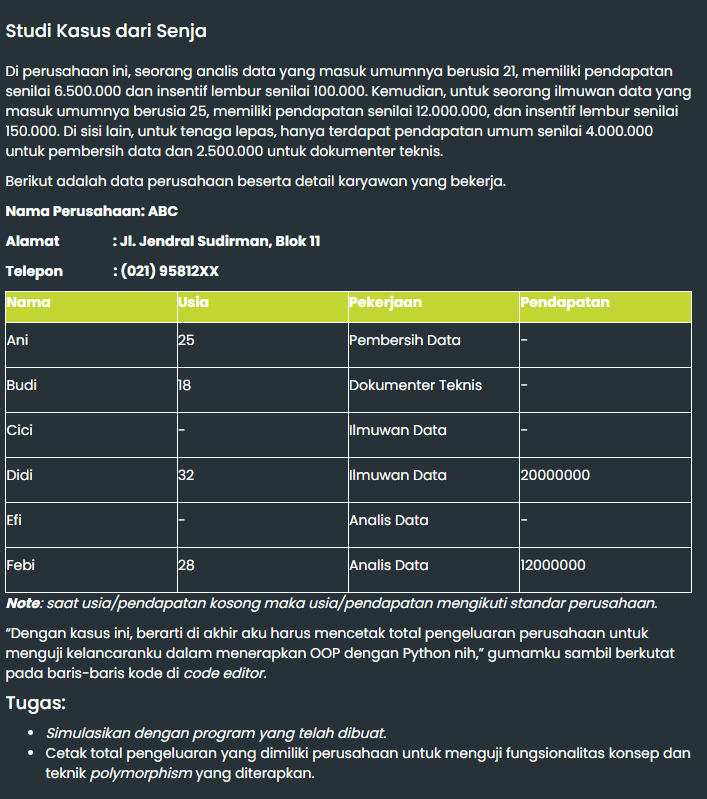 Studi Kasus dari Senja
Di perusahaan ini, seorang analis data yang masuk umumnya berusia 21, memiliki pendapatan
senilai 6.500.000 dan insentif lembur senilai 100.000. Kemudian, untuk seorang ilmuwan data yang
masuk umumnya berusia 25, memiliki pendapatan senilai 12.000.000, dan insentif lembur senilai
150.000. Di sisi lain, untuk tenaga lepas, hanya terdapat pendapatan umum senilai 4.000.000
untuk pembersih data dan 2.500.000 untuk dokumenter teknis.
Berikut adalah data perusahaan beserta detail karyawan yang bekerja.
Nama Perusahaan: ABC
Alamat : Jl. Jendral Sudirman, Blok 11
Telepon : (021) 95812XX
Nama Usia Pekerjaan Pendapatan
Ani 25 Pembersih Data -
Budi 18 Dokumenter Teknis -
Cici - Ilmuwan Data -
Didi 32 Ilmuwan Data 20000000
Efi - Analis Data -
Febi 28 Analis Data 12000000
Note: saat usia/pendapatan kosong maka usia/pendapatan mengikuti standar perusahaan.
“Dengan kasus ini, berarti di akhir aku harus mencetak total pengeluaran perusahaan untuk
menguji kelancaranku dalam menerapkan OOP dengan Python nih,” gumamku sambil berkutat
pada baris-baris kode di code editor.
Tugas:
• Simulasikan dengan program yang telah dibuat.
• Cetak total pengeluaran yang dimiliki perusahaan untuk menguji fungsionalitas konsep dan
teknik polymorphism yang diterapkan.